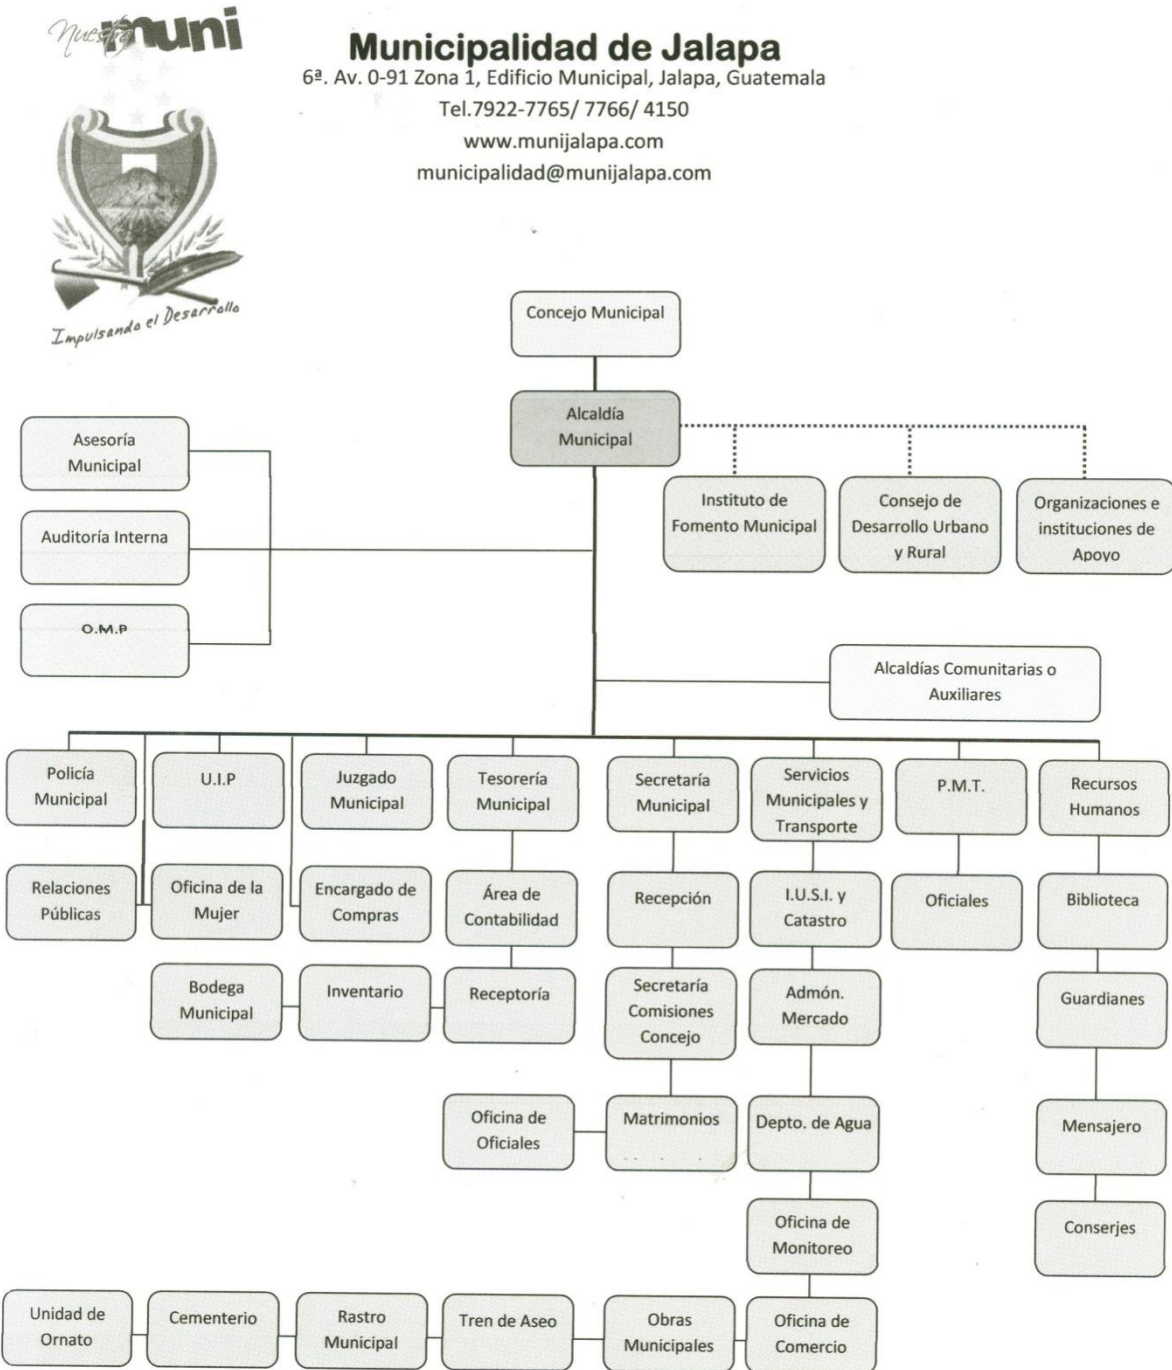 Nuestra muni
Municipalidad de Jalapa
6ª. Av. 0-91 Zona 1, Edificio Municipal, Jalapa, Guatemala
Tel.7922-7765/ 7766/ 4150
www.munijalapa.com
municipalidad@munijalapa.com
Impulsando el Desarrollo
Concejo Municipal
Alcaldía
Municipal
Asesoría
Municipal
Auditoría Interna
O.M.P
Instituto de
Fomento Municipal
Consejo de
Desarrollo Urbano
y Rural
Organizaciones e
instituciones de
Apoyo
Alcaldías Comunitarias o
Auxiliares
Policía
Municipal
U.I.P
Juzgado
Municipal
Tesorería
Municipal
Secretaría
Municipal
Servicios
Municipales y
Transporte
P.M.T.
Recursos
Humanos
Relaciones
Públicas
Oficina de la
Mujer
Encargado de
Compras
Área de
Contabilidad
Recepción
I.U.S.I. y
Catastro
Oficiales
Biblioteca
Bodega
Municipal
Inventario
Receptoría
Secretaría
Comisiones
Concejo
Admón.
Mercado
Guardianes
Oficina de
Oficiales
Matrimonios
Depto. de Agua
Mensajero
Oficina de
Monitoreo
Conserjes
Unidad de
Ornato
Cementerio
Rastro
Municipal
Tren de Aseo
Obras
Municipales
Oficina de
Comercio